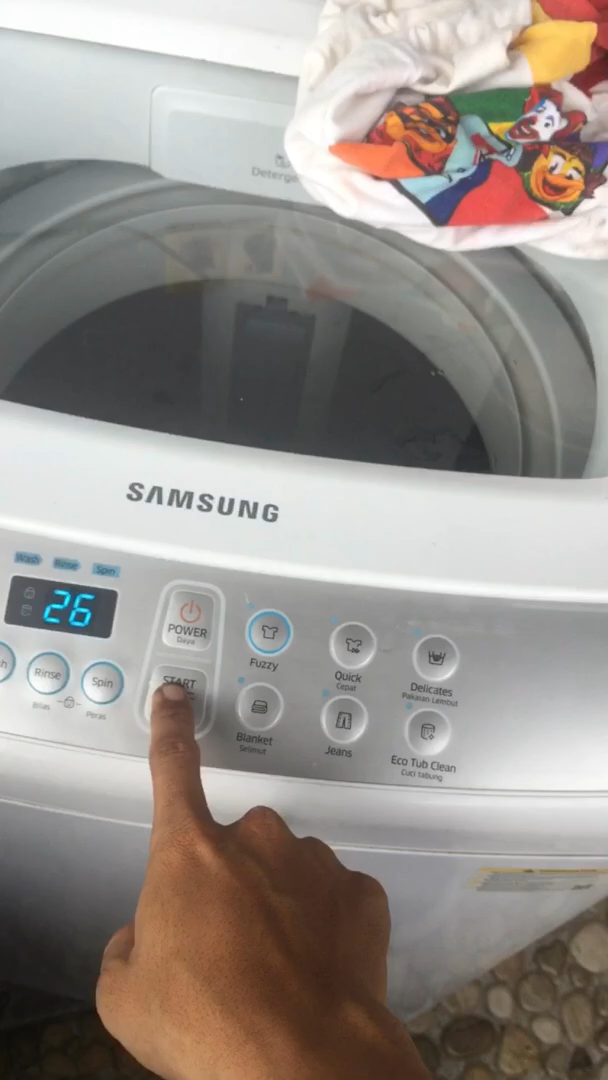 Deterge
SAMSUNG
Wash Rinse Spin
26
POWER
Daya
START
Rinse
Bilas
Spin
Peras
Fuzzy
Quick
Cepat
Delicates
Pakaian Lembut
Blanket
Selimut
Jeans
Eco Tub Clean
Cuci tabung